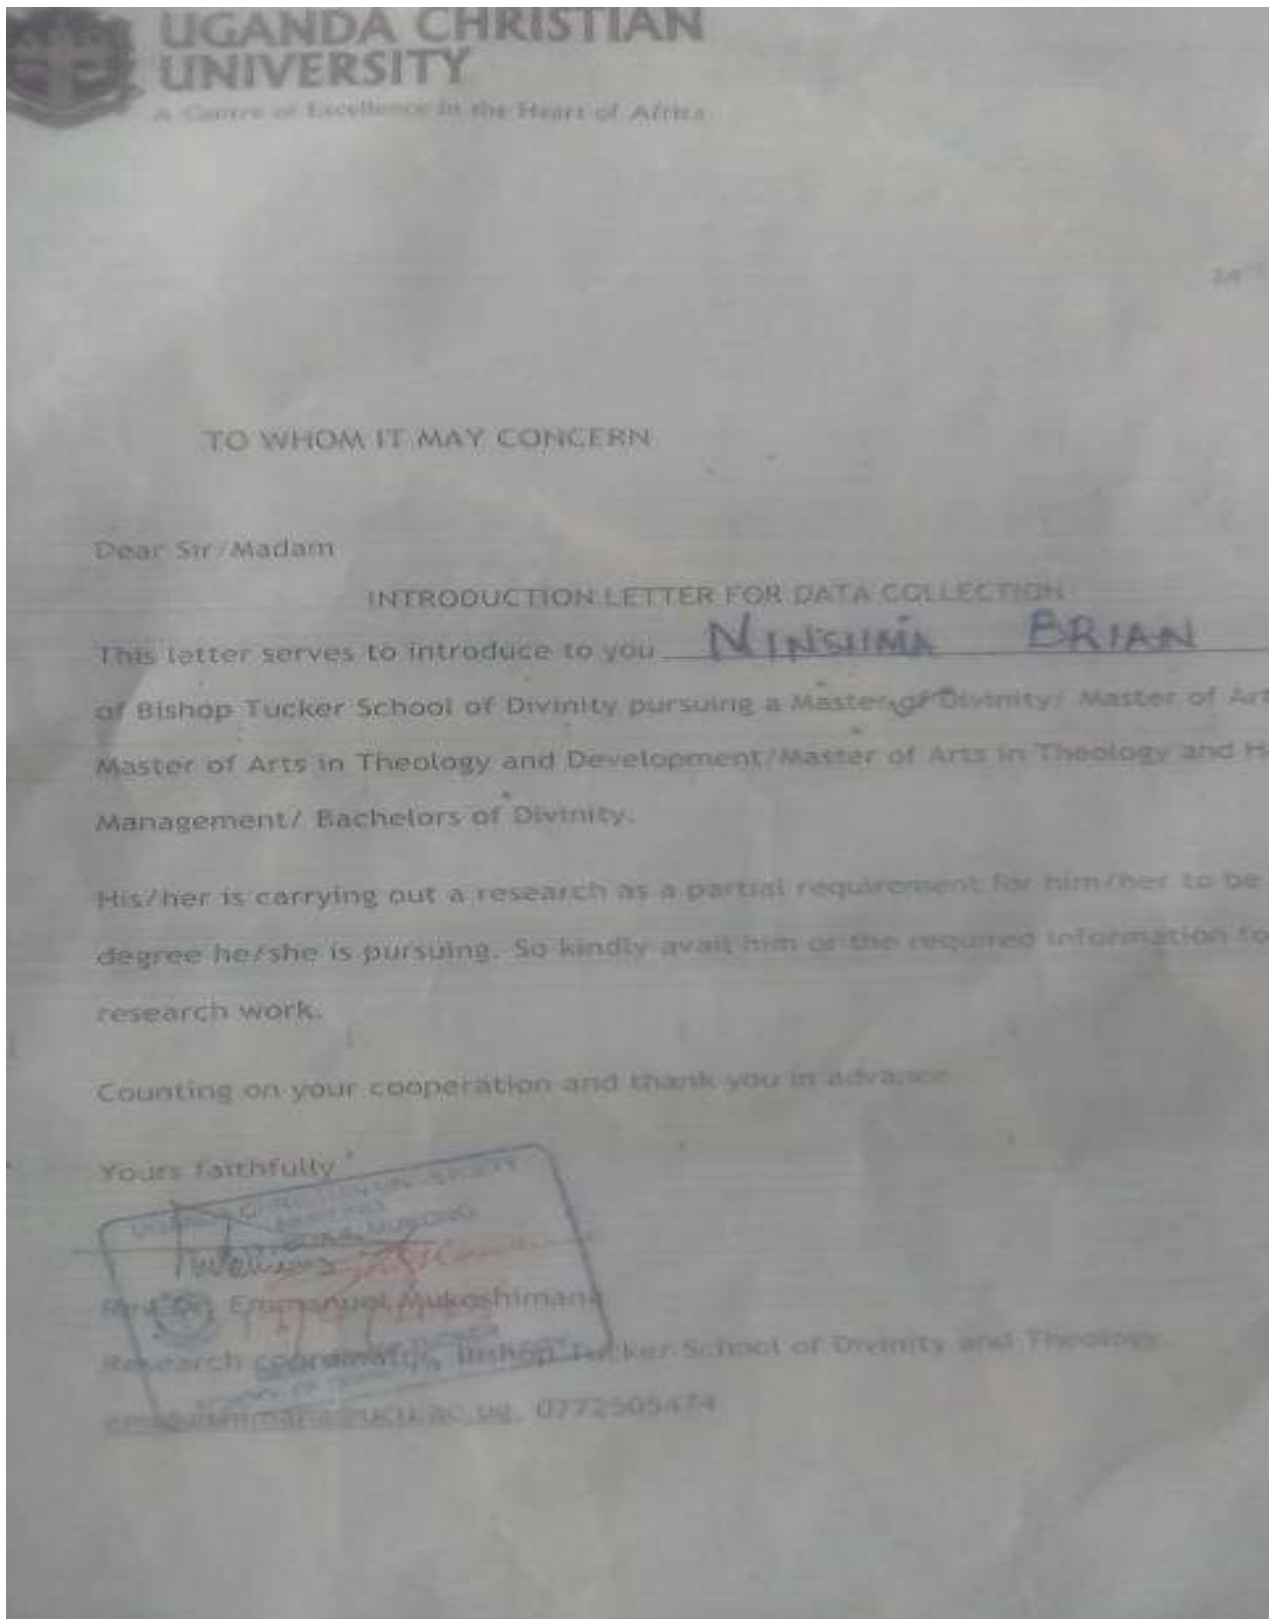 UGANDA CHRISTIAN
UNIVERSITY
A Centre of Excellence in the Heart of Africa
24
TO WHOM IT MAY CONCERN
Dear Sir/Madam
INTRODUCTION LETTER FOR DATA COLLECTION
This letter serves to introduce to you NINSIIMA BRIAN
of Bishop Tucker School of Divinity pursuing a Master of Divinity/ Master of Art
Master of Arts in Theology and Development/Master of Arts in Theology and H
Management/ Bachelors of Divinity.
His/her is carrying out a research as a partial requirement for him/her to be
degree he/she is pursuing. So kindly avail him or the required information to
research work.
Counting on your cooperation and thank you in advance
Yours faithfully
MUKONO
Emmanuel Mukeshimana
Research coordinator, Bishop Tucker School of Divinity and Theology
0772505474